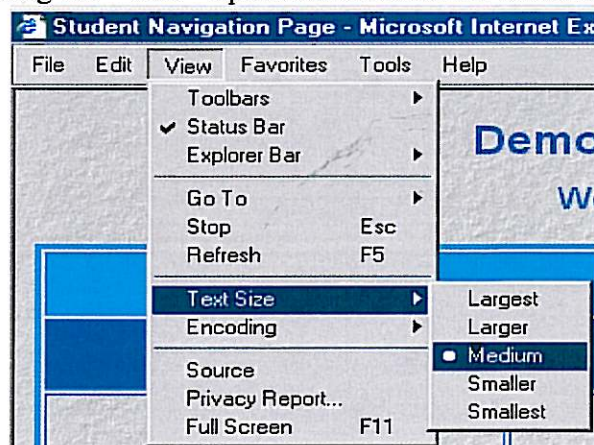 Student Navigation Page - Microsoft Internet Ex
File Edit View Favorites Tools Help
Toolbars
Status Bar
Explorer Bar
Go To
Stop Esc
Refresh F5
Text Size
Encoding
Source
Privacy Report...
Full Screen F11
Largest
Larger
Medium
Smaller
Smallest
Demo